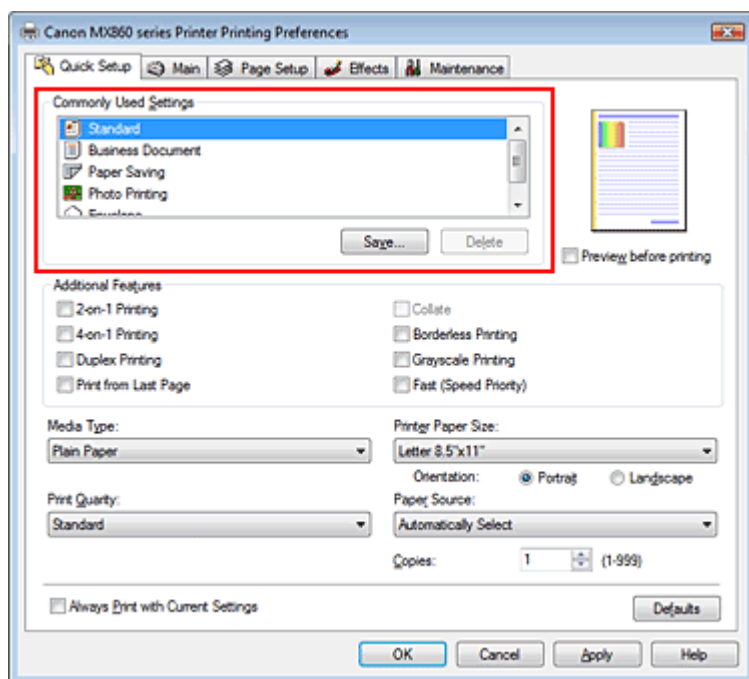 Canon MX860 series Printer Printing Preferences
Quick Setup Main Page Setup Effects Maintenance
Commonly Used Settings
Standard
Business Document
Paper Saving
Photo Printing
Envelope
Save... Delete
Preview before printing
Additional Features
2-on-1 Printing Collate
4-on-1 Printing Borderless Printing
Duplex Printing Grayscale Printing
Print from Last Page Fast (Speed Priority)
Media Type: Printer Paper Size:
Plain Paper Letter 8.5"x11"
Orientation: Portrait Landscape
Print Quality: Paper Source:
Standard Automatically Select
Copies: 1 (1-999)
Always Print with Current Settings Defaults
OK Cancel Apply Help